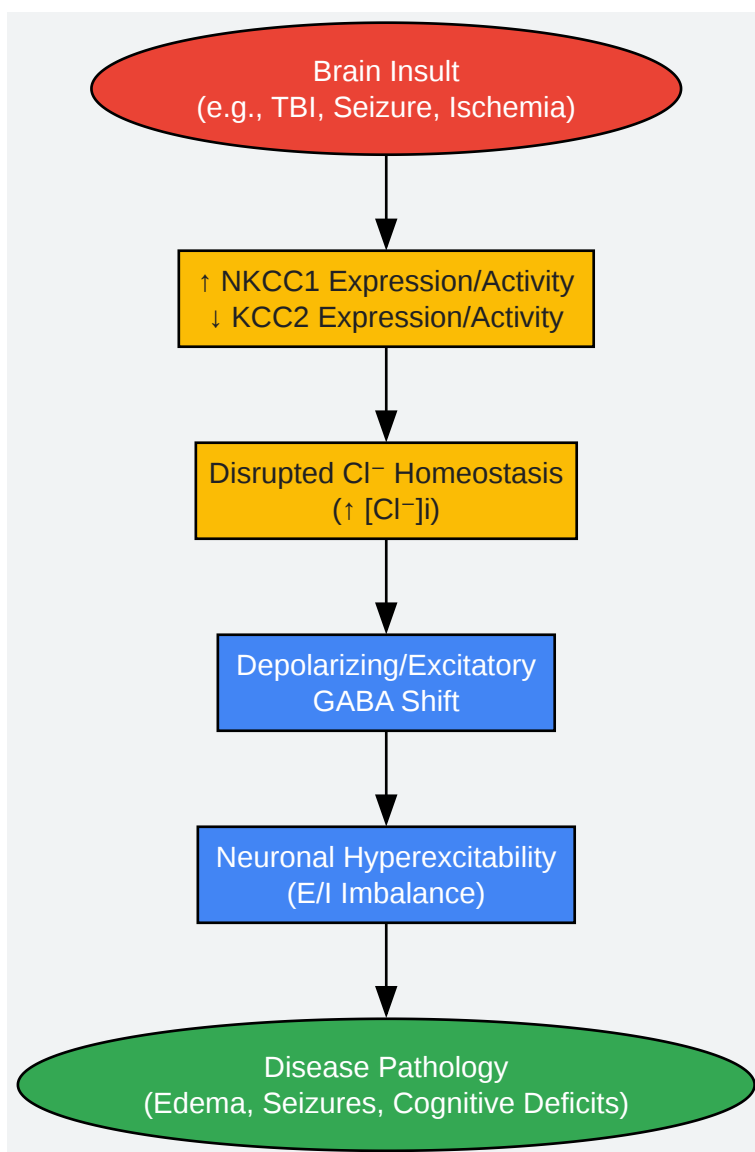 Brain Insult
(e.g., TBI, Seizure, Ischemia)
↑ NKCC1 Expression/Activity
↓ KCC2 Expression/Activity
Disrupted Cl⁻ Homeostasis
(↑ [Cl⁻]i)
Depolarizing/Excitatory
GABA Shift
Neuronal Hyperexcitability
(E/I Imbalance)
Disease Pathology
(Edema, Seizures, Cognitive Deficits)